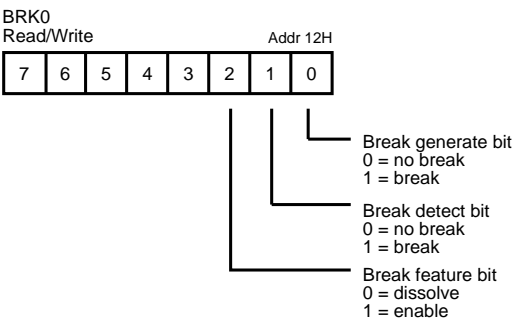 BRK0
Read/Write Addr 12H
7 6 5 4 3 2 1 0
Break generate bit
0 = no break
1 = break
Break detect bit
0 = no break
1 = break
Break feature bit
0 = dissolve
1 = enable